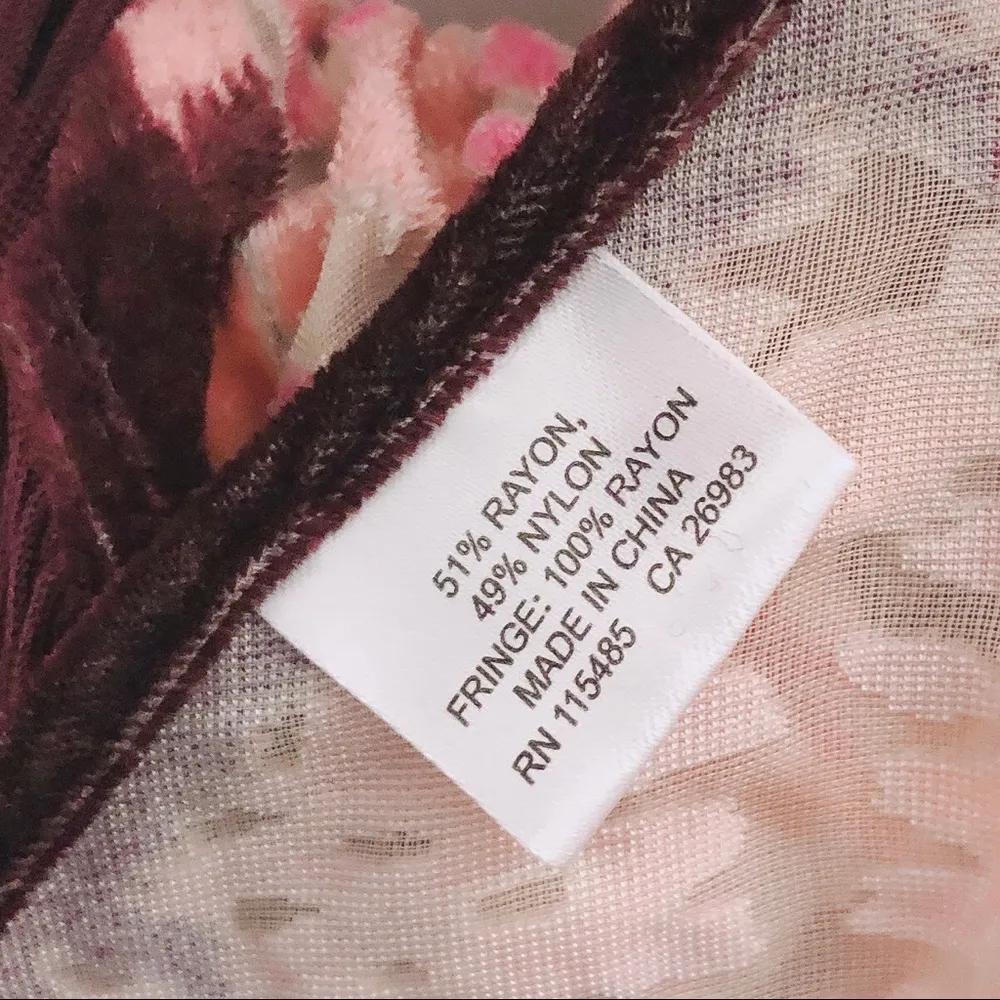 51% RAYON,
49% NYLON
FRINGE: 100% RAYON
MADE IN CHINA
RN 115485 CA 26983